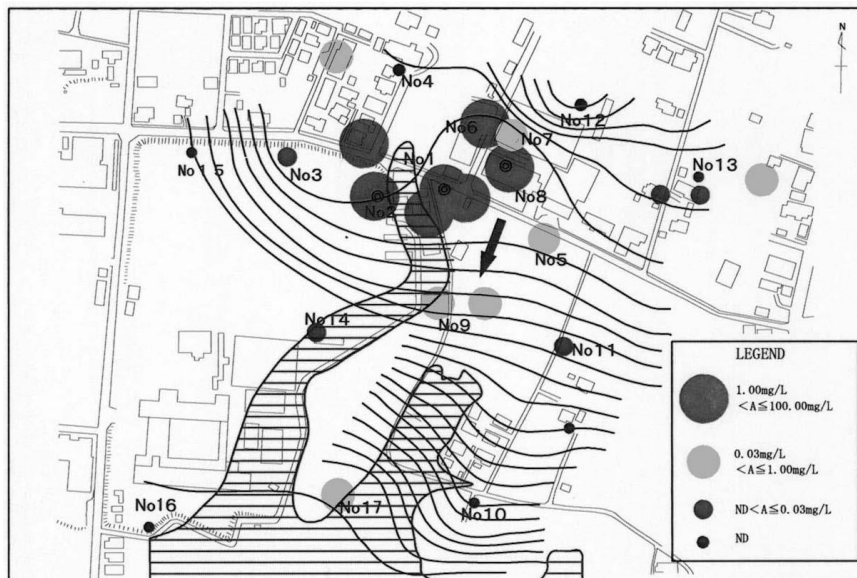 N
No4
No12
No6
No7
No1
No13
No15
No3
No8
No2
No5
No14
No9
No11
LEGEND
1.00mg/L
<A≦100.00mg/L
0.03mg/L
<A≦1.00mg/L
ND<A≦0.03mg/L
ND
No16
No17
No10